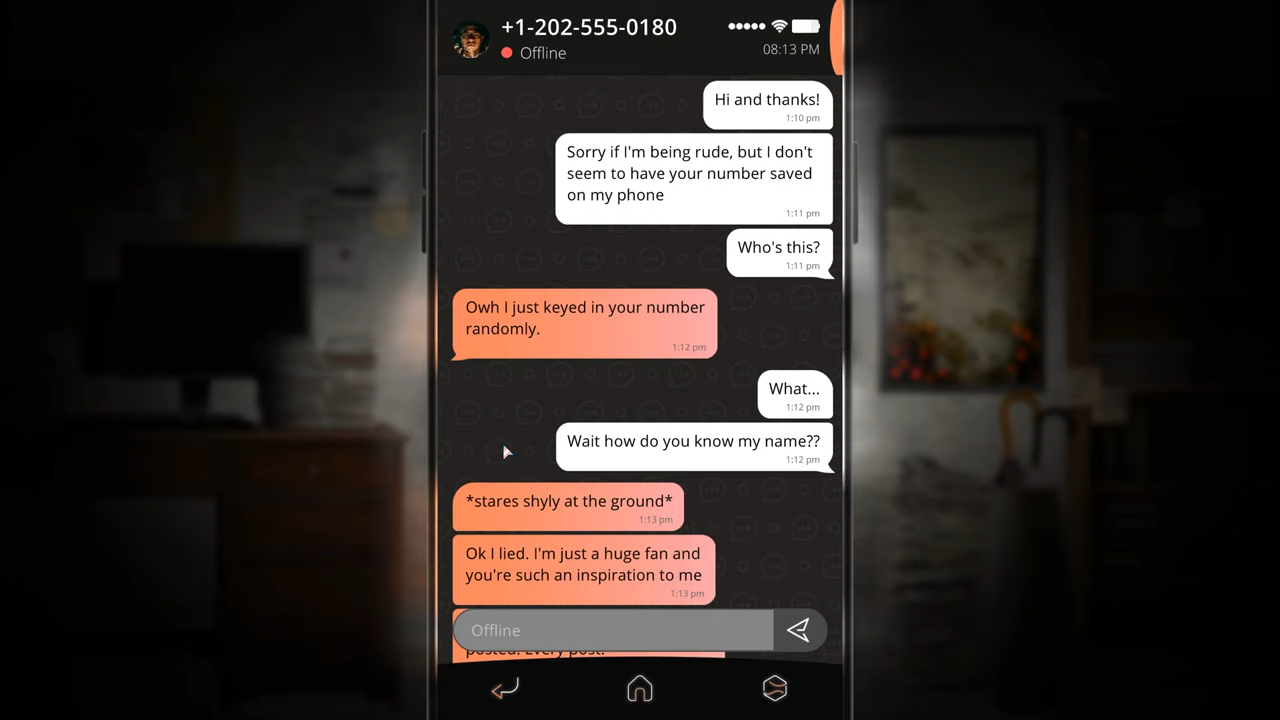 +1-202-555-0180
Offline
08:13 PM
Hi and thanks!
1:10 pm
Sorry if I'm being rude, but I don't
seem to have your number saved
on my phone
1:11 pm
Who's this?
1:11 pm
Owh I just keyed in your number
randomly.
1:12 pm
What...
1:12 pm
Wait how do you know my name??
1:12 pm
*stares shyly at the ground*
1:13 pm
Ok I lied. I'm just a huge fan and
you're such an inspiration to me
1:13 pm
Offline
posted. Every post.